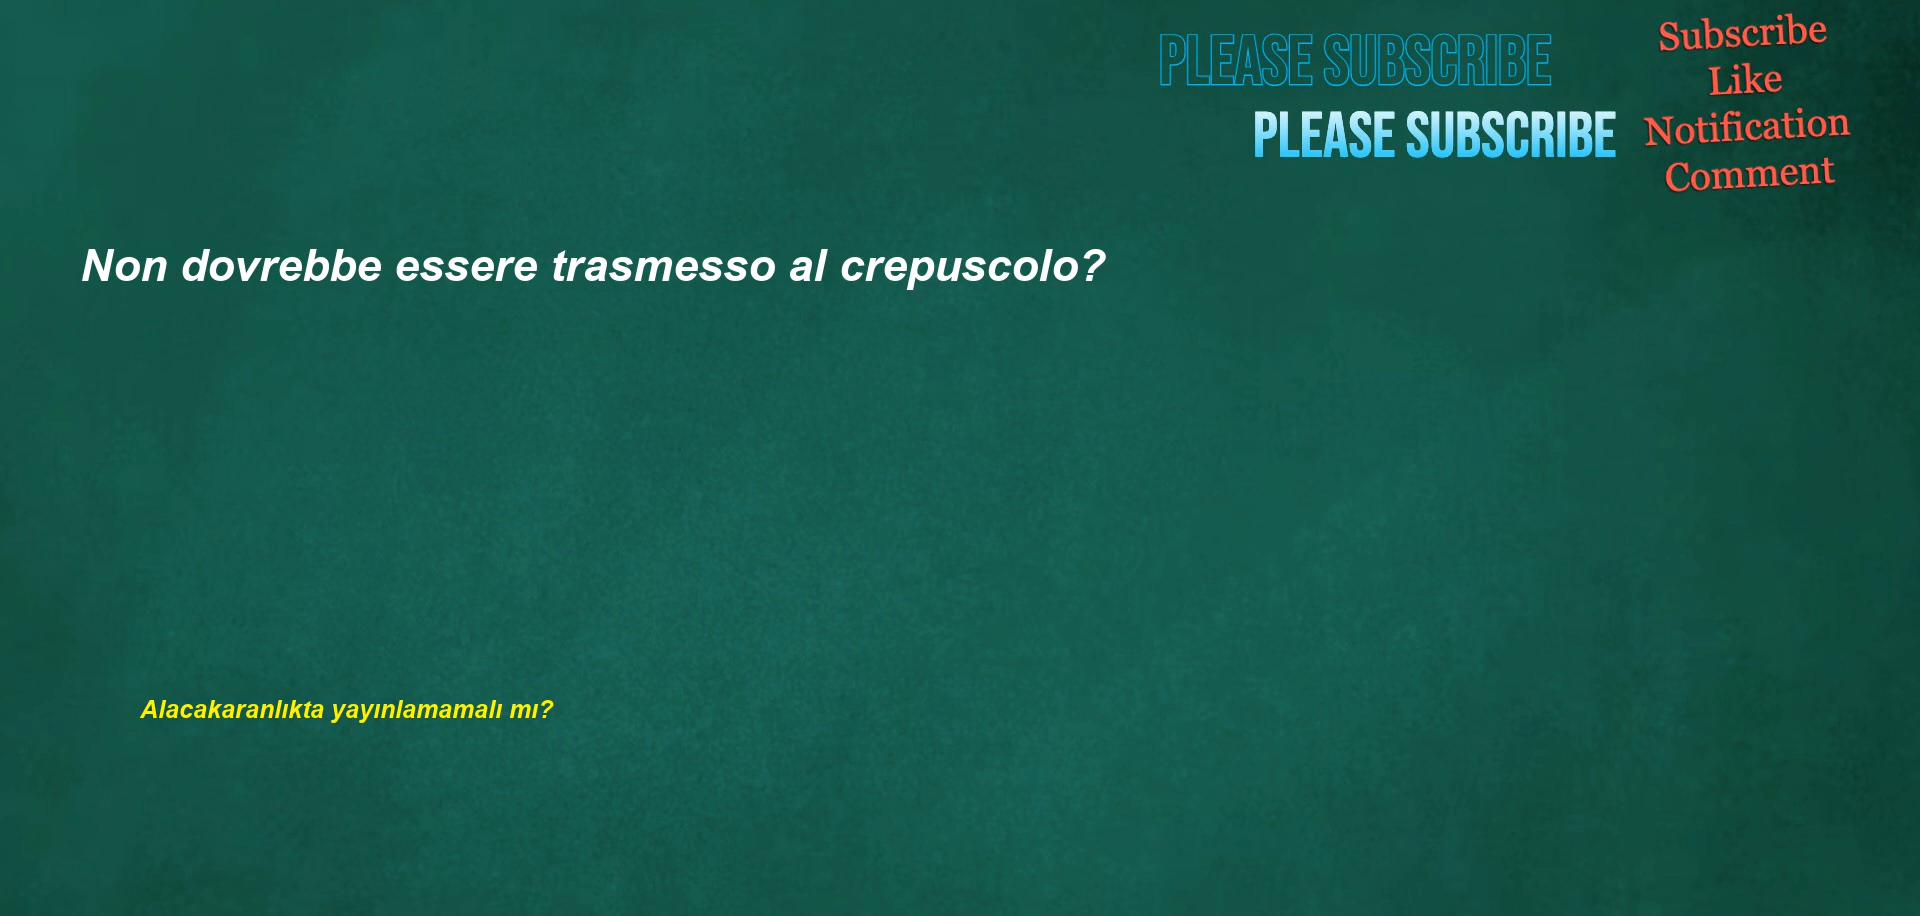 PLEASE SUBSCRIBE
PLEASE SUBSCRIBE
Subscribe
Like
Notification
Comment
Non dovrebbe essere trasmesso al crepuscolo?
Alacakaranlıkta yayınlamamalı mı?